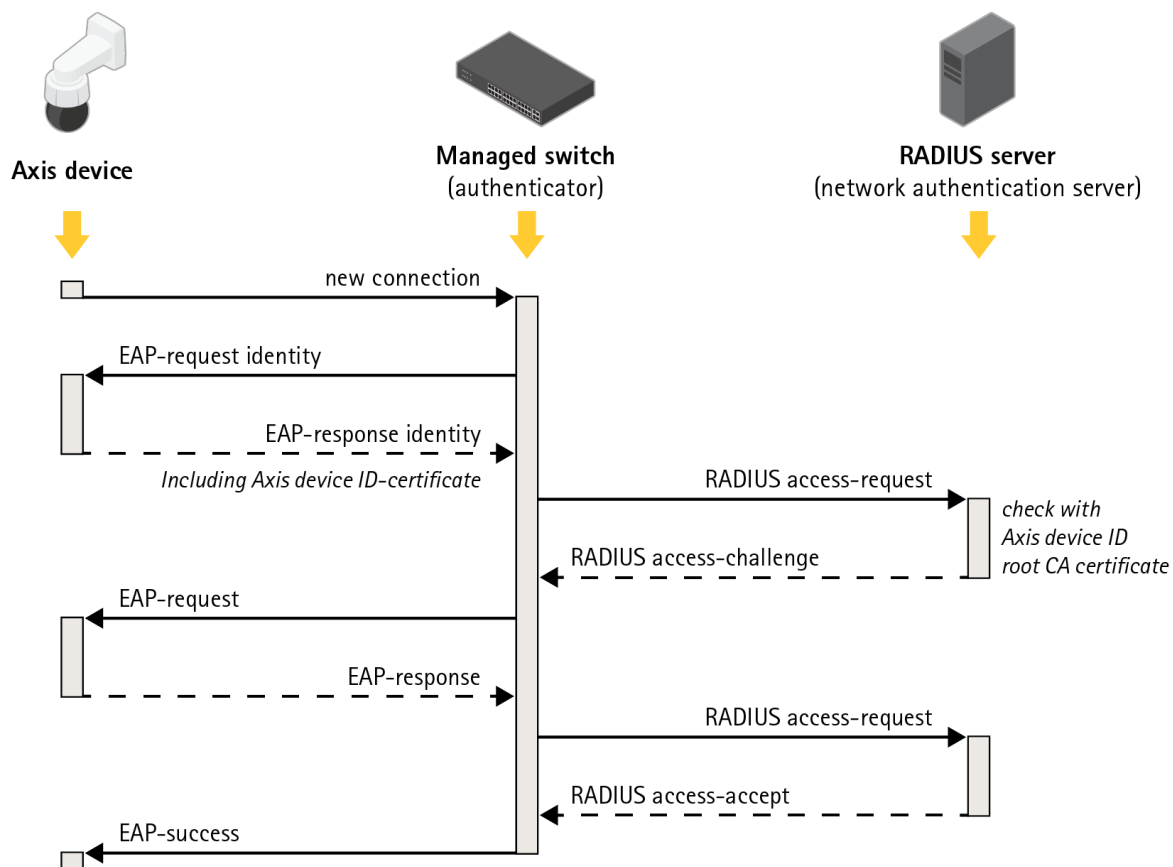 Axis device
Managed switch
(authenticator)
RADIUS server
(network authentication server)
new connection
EAP-request identity
EAP-response identity
Including Axis device ID-certificate
RADIUS access-request
check with
Axis device ID
root CA certificate
RADIUS access-challenge
EAP-request
EAP-response
RADIUS access-request
RADIUS access-accept
EAP-success